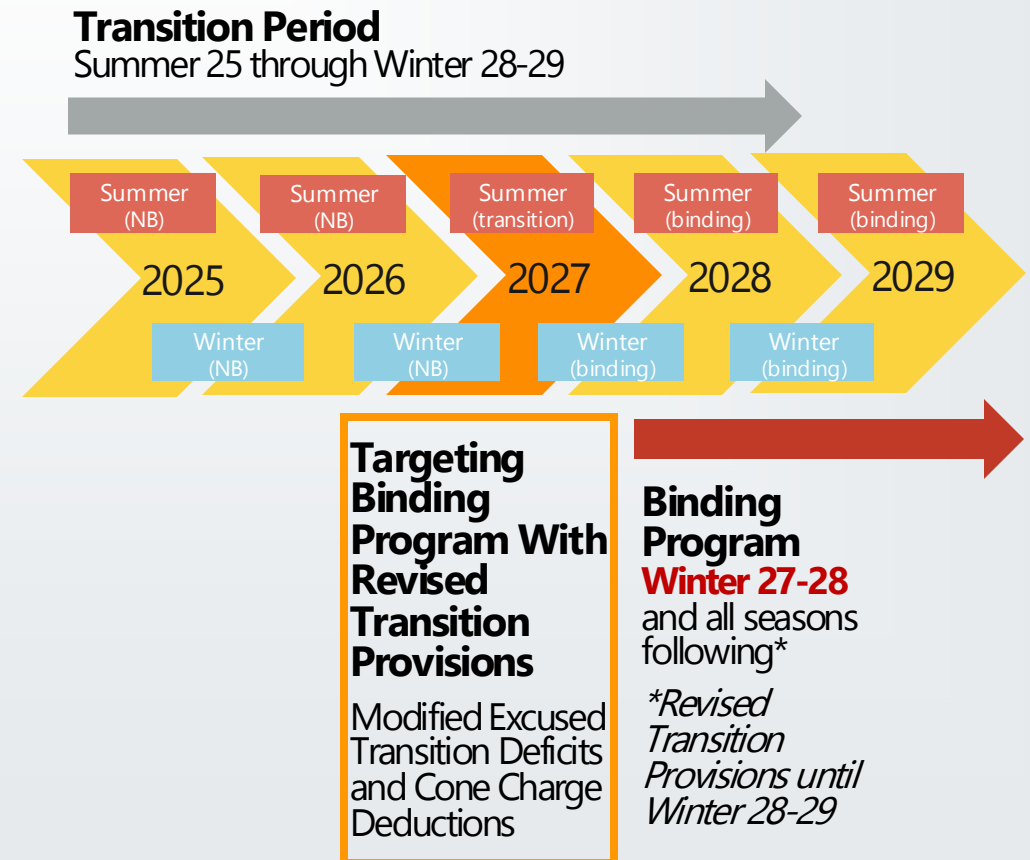 Transition Period
Summer 25 through Winter 28-29
Summer
(NB)
Summer
(NB)
Summer
(transition)
Summer
(binding)
Summer
(binding)
2025
2026
2027
2028
2029
Winter
(NB)
Winter
(NB)
Winter
(binding)
Winter
(binding)
Targeting
Binding
Program With
Revised
Transition
Provisions
Modified Excused
Transition Deficits
and Cone Charge
Deductions
Binding
Program
Winter 27-28
and all seasons
following*
*Revised
Transition
Provisions until
Winter 28-29